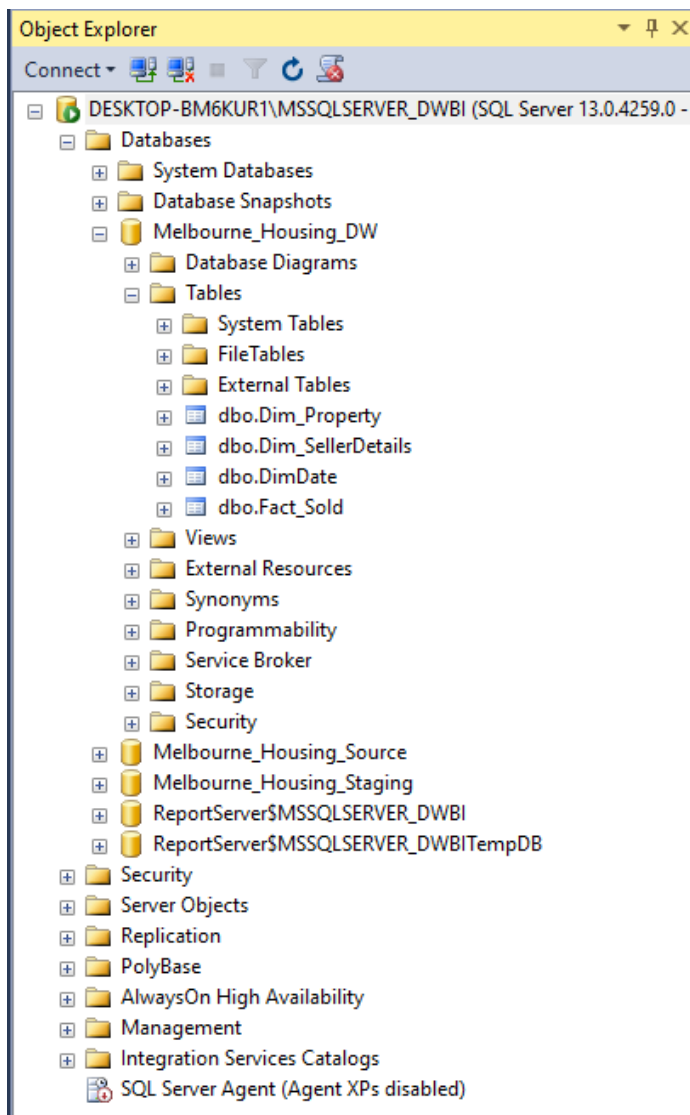 Object Explorer
Connect
DESKTOP-BM6KUR1\MSSQLSERVER_DWBI (SQL Server 13.0.4259.0 -
Databases
System Databases
Database Snapshots
Melbourne_Housing_DW
Database Diagrams
Tables
System Tables
FileTables
External Tables
dbo.Dim_Property
dbo.Dim_SellerDetails
dbo.DimDate
dbo.Fact_Sold
Views
External Resources
Synonyms
Programmability
Service Broker
Storage
Security
Melbourne_Housing_Source
Melbourne_Housing_Staging
ReportServer$MSSQLSERVER_DWBI
ReportServer$MSSQLSERVER_DWBITempDB
Security
Server Objects
Replication
PolyBase
AlwaysOn High Availability
Management
Integration Services Catalogs
SQL Server Agent (Agent XPs disabled)